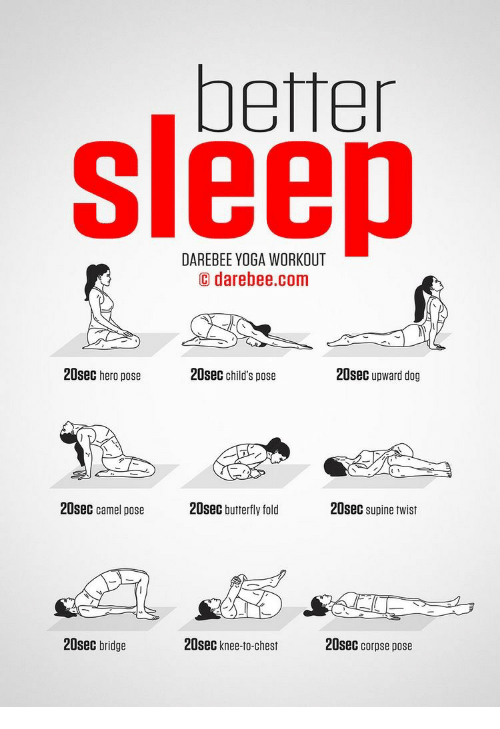 better
sleep
DAREBEE YOGA WORKOUT
© darebee.com
20sec hero pose
20sec child's pose
20sec upward dog
20sec camel pose
20sec butterfly fold
20sec supine twist
20sec bridge
20sec knee-to-chest
20sec corpse pose